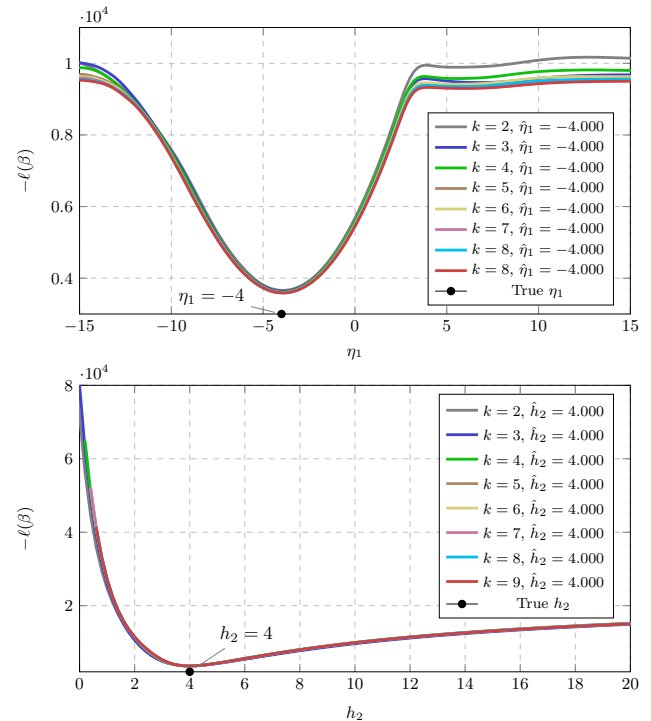 ·10⁴
1
0.8
0.6
0.4
−ℓ(β)
k = 2, η̂₁ = −4.000
k = 3, η̂₁ = −4.000
k = 4, η̂₁ = −4.000
k = 5, η̂₁ = −4.000
k = 6, η̂₁ = −4.000
k = 7, η̂₁ = −4.000
k = 8, η̂₁ = −4.000
k = 8, η̂₁ = −4.000
True η₁
η₁ = −4
−15 −10 −5 0 5 10 15
η₁
·10⁴
8
6
4
2
−ℓ(β)
k = 2, ĥ₂ = 4.000
k = 3, ĥ₂ = 4.000
k = 4, ĥ₂ = 4.000
k = 5, ĥ₂ = 4.000
k = 6, ĥ₂ = 4.000
k = 7, ĥ₂ = 4.000
k = 8, ĥ₂ = 4.000
k = 9, ĥ₂ = 4.000
True h₂
h₂ = 4
0 2 4 6 8 10 12 14 16 18 20
h₂